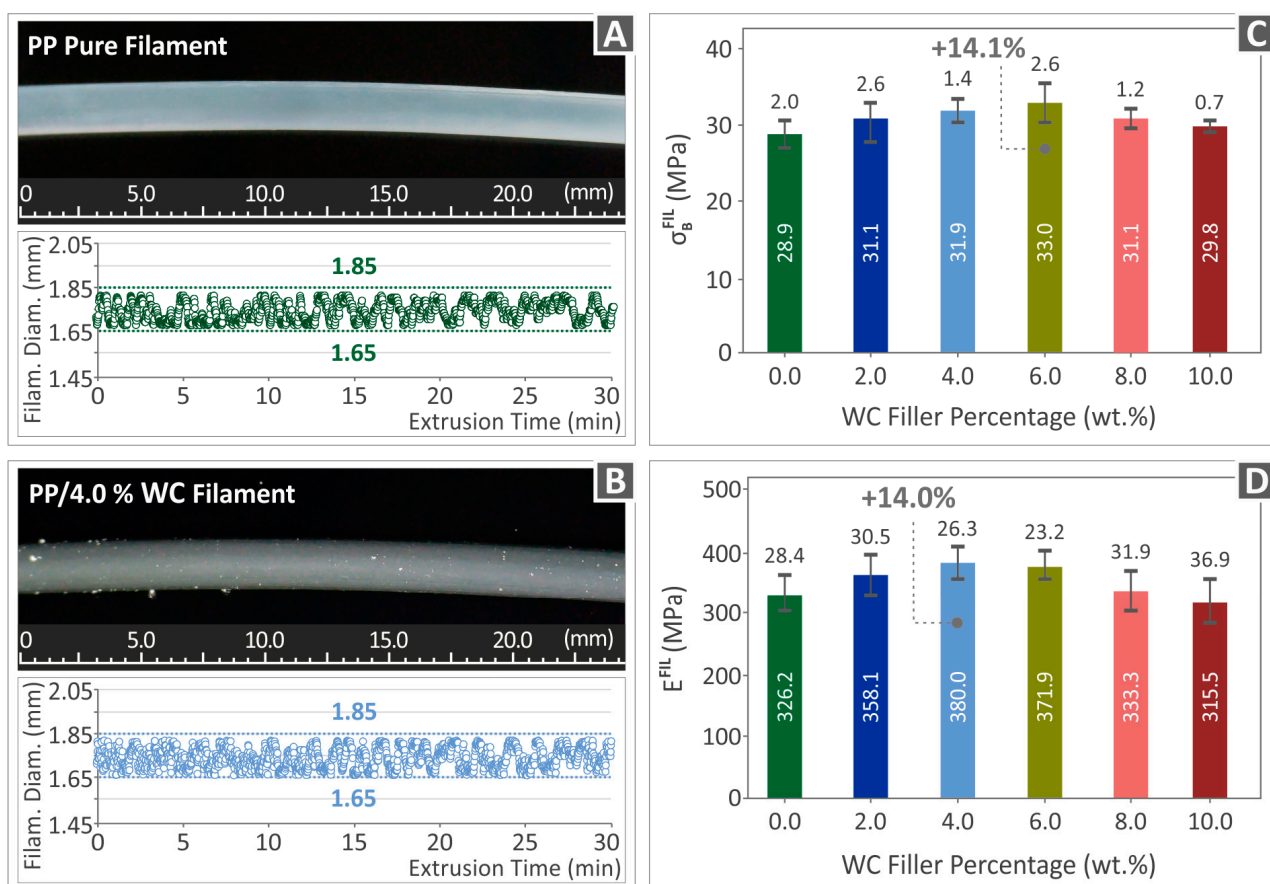 A
PP Pure Filament
0 5.0 10.0 15.0 20.0 (mm)
Filam. Diam. (mm)
2.05
1.85
1.65
1.45
1.85
1.65
0 5 10 15 20 25 30
Extrusion Time (min)
B
PP/4.0 % WC Filament
0 5.0 10.0 15.0 20.0 (mm)
Filam. Diam. (mm)
2.05
1.85
1.65
1.45
1.85
1.65
0 5 10 15 20 25 30
Extrusion Time (min)
C
+14.1%
σ_B^FIL (MPa)
40
30
20
10
0
2.0 2.6 1.4 2.6 1.2 0.7
28.9 31.1 31.9 33.0 31.1 29.8
0.0 2.0 4.0 6.0 8.0 10.0
WC Filler Percentage (wt.%)
D
+14.0%
E^FIL (MPa)
500
400
300
200
100
0
28.4 30.5 26.3 23.2 31.9 36.9
326.2 358.1 380.0 371.9 333.3 315.5
0.0 2.0 4.0 6.0 8.0 10.0
WC Filler Percentage (wt.%)